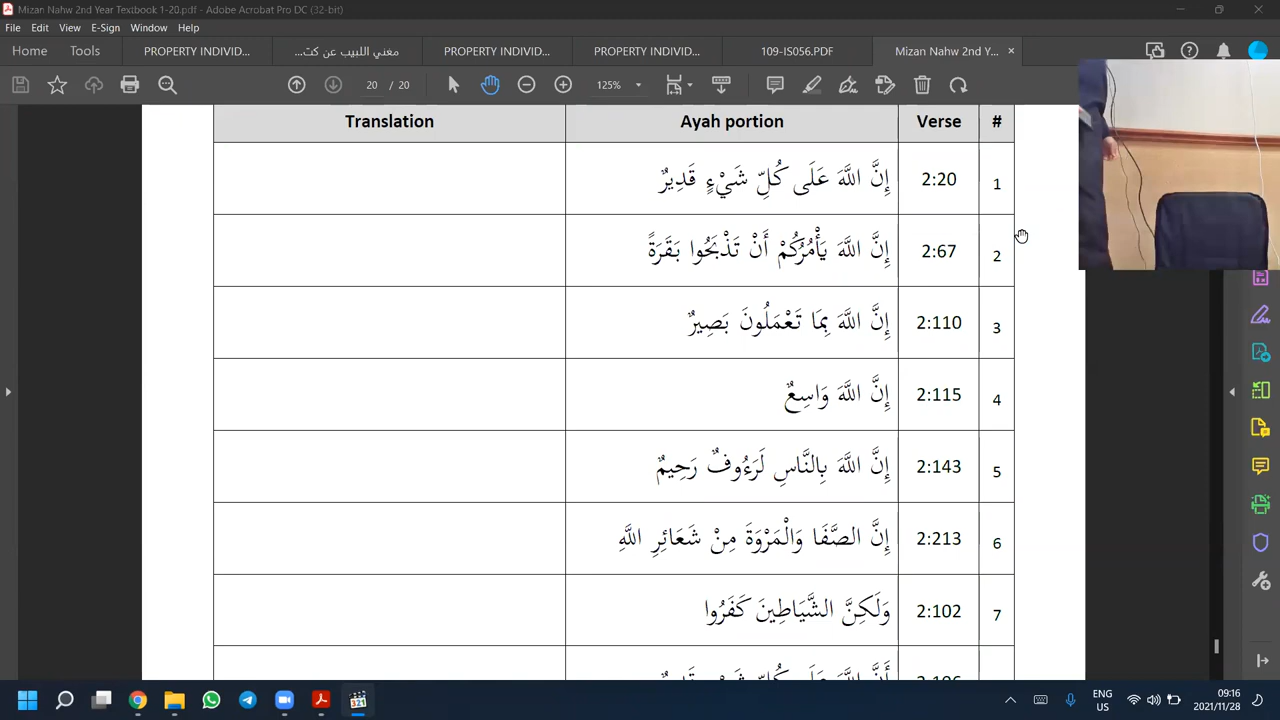 Mizan Nahw 2nd Year Textbook 1-20.pdf - Adobe Acrobat Pro DC (32-bit)
File Edit View E-Sign Window Help
Home Tools PROPERTY INDIVID... معني اللبيب عن كت... PROPERTY INDIVID... PROPERTY INDIVID... 109-IS056.PDF Mizan Nahw 2nd Y... ×
20 / 20 125%
Translation Ayah portion Verse #
إِنَّ اللَّهَ عَلَى كُلِّ شَيْءٍ قَدِيرٌ 2:20 1
إِنَّ اللَّهَ يَأْمُرُكُمْ أَنْ تَذْبَحُوا بَقَرَةً 2:67 2
إِنَّ اللَّهَ بِمَا تَعْمَلُونَ بَصِيرٌ 2:110 3
إِنَّ اللَّهَ وَاسِعٌ 2:115 4
إِنَّ اللَّهَ بِالنَّاسِ لَرَءُوفٌ رَحِيمٌ 2:143 5
إِنَّ الصَّفَا وَالْمَرْوَةَ مِنْ شَعَائِرِ اللَّهِ 2:213 6
وَلَكِنَّ الشَّيَاطِينَ كَفَرُوا 2:102 7
ENG 09:16
US 2021/11/28